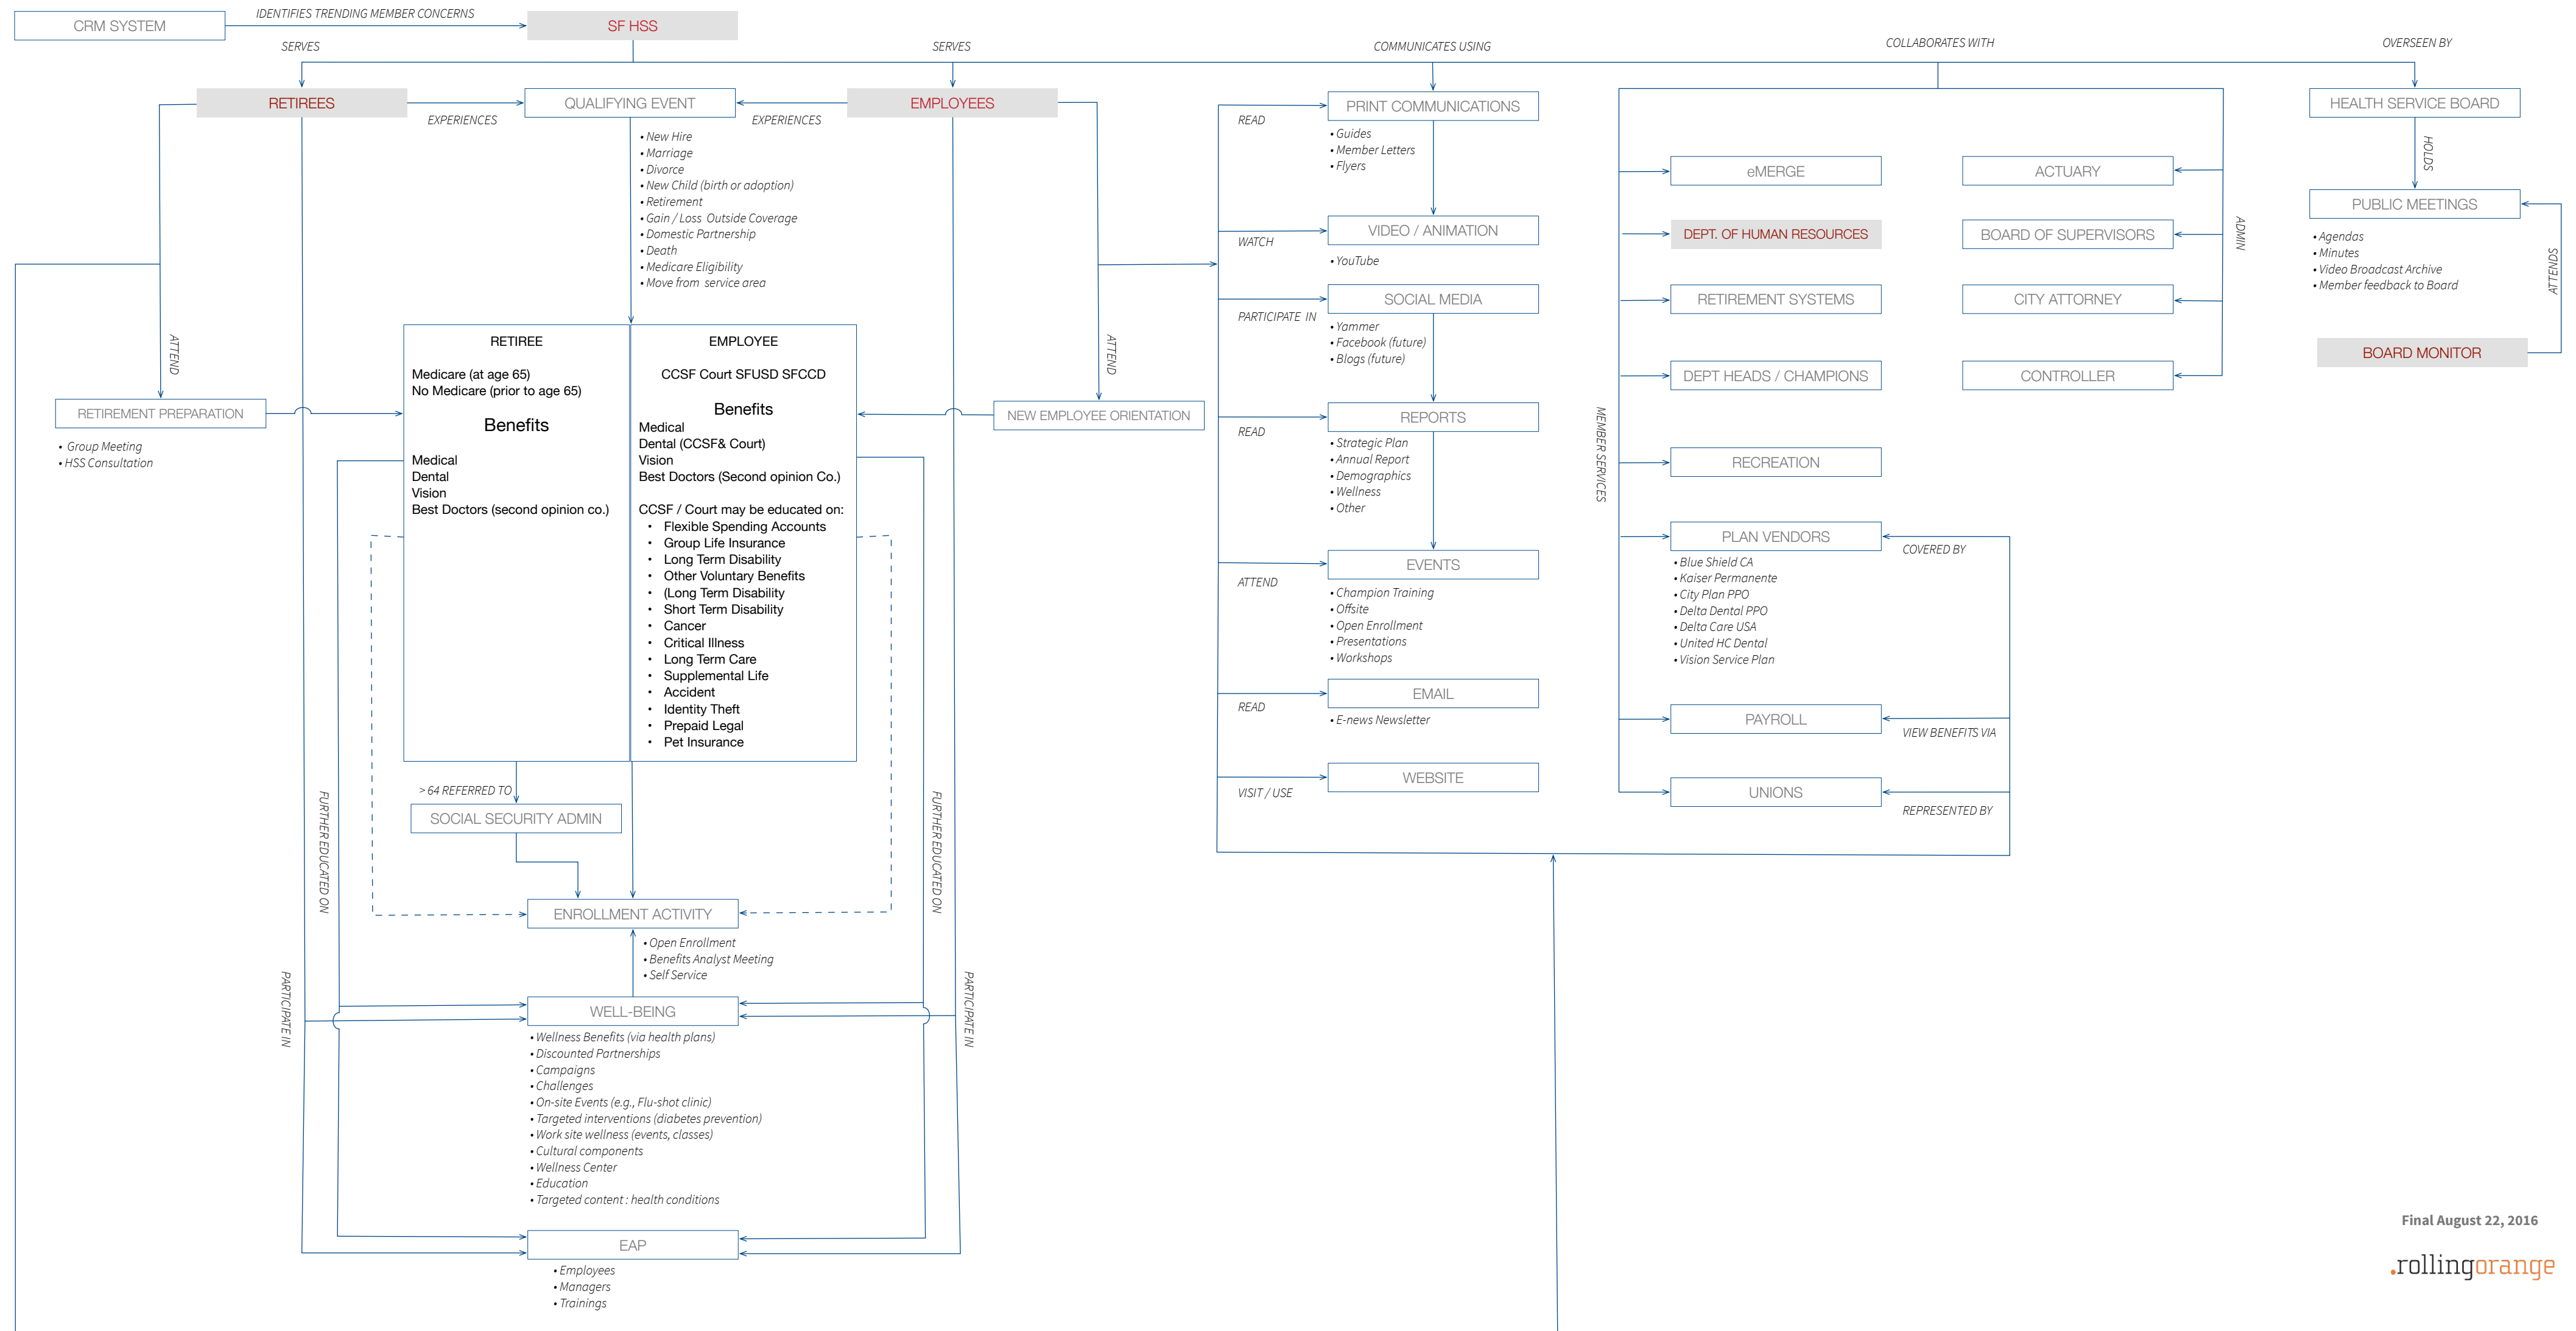 CRM SYSTEM
IDENTIFIES TRENDING MEMBER CONCERNS
SF HSS
SERVES
SERVES
COMMUNICATES USING
COLLABORATES WITH
OVERSEEN BY
RETIREES
EXPERIENCES
QUALIFYING EVENT
EXPERIENCES
EMPLOYEES
• New Hire
• Marriage
• Divorce
• New Child (birth or adoption)
• Retirement
• Gain / Loss Outside Coverage
• Domestic Partnership
• Death
• Medicare Eligibility
• Move from service area
ATTEND
RETIREMENT PREPARATION
• Group Meeting
• HSS Consultation
RETIREE
Medicare (at age 65)
No Medicare (prior to age 65)
Benefits
Medical
Dental
Vision
Best Doctors (second opinion co.)
EMPLOYEE
CCSF Court SFUSD SFCCD
Benefits
Medical
Dental (CCSF& Court)
Vision
Best Doctors (Second opinion Co.)
CCSF / Court may be educated on:
• Flexible Spending Accounts
• Group Life Insurance
• Long Term Disability
• Other Voluntary Benefits
• (Long Term Disability
• Short Term Disability
• Cancer
• Critical Illness
• Long Term Care
• Supplemental Life
• Accident
• Identity Theft
• Prepaid Legal
• Pet Insurance
ATTEND
NEW EMPLOYEE ORIENTATION
> 64 REFERRED TO
SOCIAL SECURITY ADMIN
FURTHER EDUCATED ON
FURTHER EDUCATED ON
ENROLLMENT ACTIVITY
• Open Enrollment
• Benefits Analyst Meeting
• Self Service
PARTICIPATE IN
PARTICIPATE IN
WELL-BEING
• Wellness Benefits (via health plans)
• Discounted Partnerships
• Campaigns
• Challenges
• On-site Events (e.g., Flu-shot clinic)
• Targeted interventions (diabetes prevention)
• Work site wellness (events, classes)
• Cultural components
• Wellness Center
• Education
• Targeted content : health conditions
EAP
• Employees
• Managers
• Trainings
READ
PRINT COMMUNICATIONS
• Guides
• Member Letters
• Flyers
WATCH
VIDEO / ANIMATION
• YouTube
PARTICIPATE IN
SOCIAL MEDIA
• Yammer
• Facebook (future)
• Blogs (future)
READ
REPORTS
• Strategic Plan
• Annual Report
• Demographics
• Wellness
• Other
ATTEND
EVENTS
• Champion Training
• Offsite
• Open Enrollment
• Presentations
• Workshops
READ
EMAIL
• E-news Newsletter
VISIT / USE
WEBSITE
MEMBER SERVICES
eMERGE
DEPT. OF HUMAN RESOURCES
RETIREMENT SYSTEMS
DEPT HEADS / CHAMPIONS
RECREATION
PLAN VENDORS
COVERED BY
• Blue Shield CA
• Kaiser Permanente
• City Plan PPO
• Delta Dental PPO
• Delta Care USA
• United HC Dental
• Vision Service Plan
PAYROLL
VIEW BENEFITS VIA
UNIONS
REPRESENTED BY
ADMIN
ACTUARY
BOARD OF SUPERVISORS
CITY ATTORNEY
CONTROLLER
HEALTH SERVICE BOARD
HOLDS
PUBLIC MEETINGS
• Agendas
• Minutes
• Video Broadcast Archive
• Member feedback to Board
ATTENDS
BOARD MONITOR
Final August 22, 2016
.rollingorange